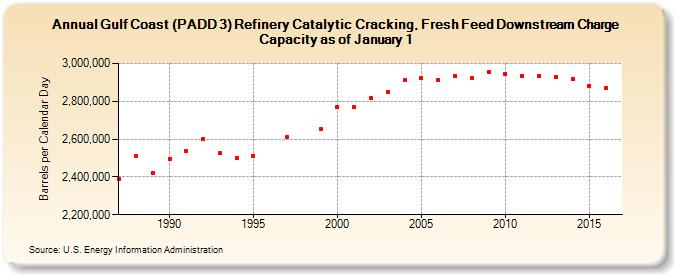 Annual Gulf Coast (PADD 3) Refinery Catalytic Cracking, Fresh Feed Downstream Charge
Capacity as of January 1
Barrels per Calendar Day
3,000,000
2,800,000
2,600,000
2,400,000
2,200,000
1990 1995 2000 2005 2010 2015
Source: U.S. Energy Information Administration